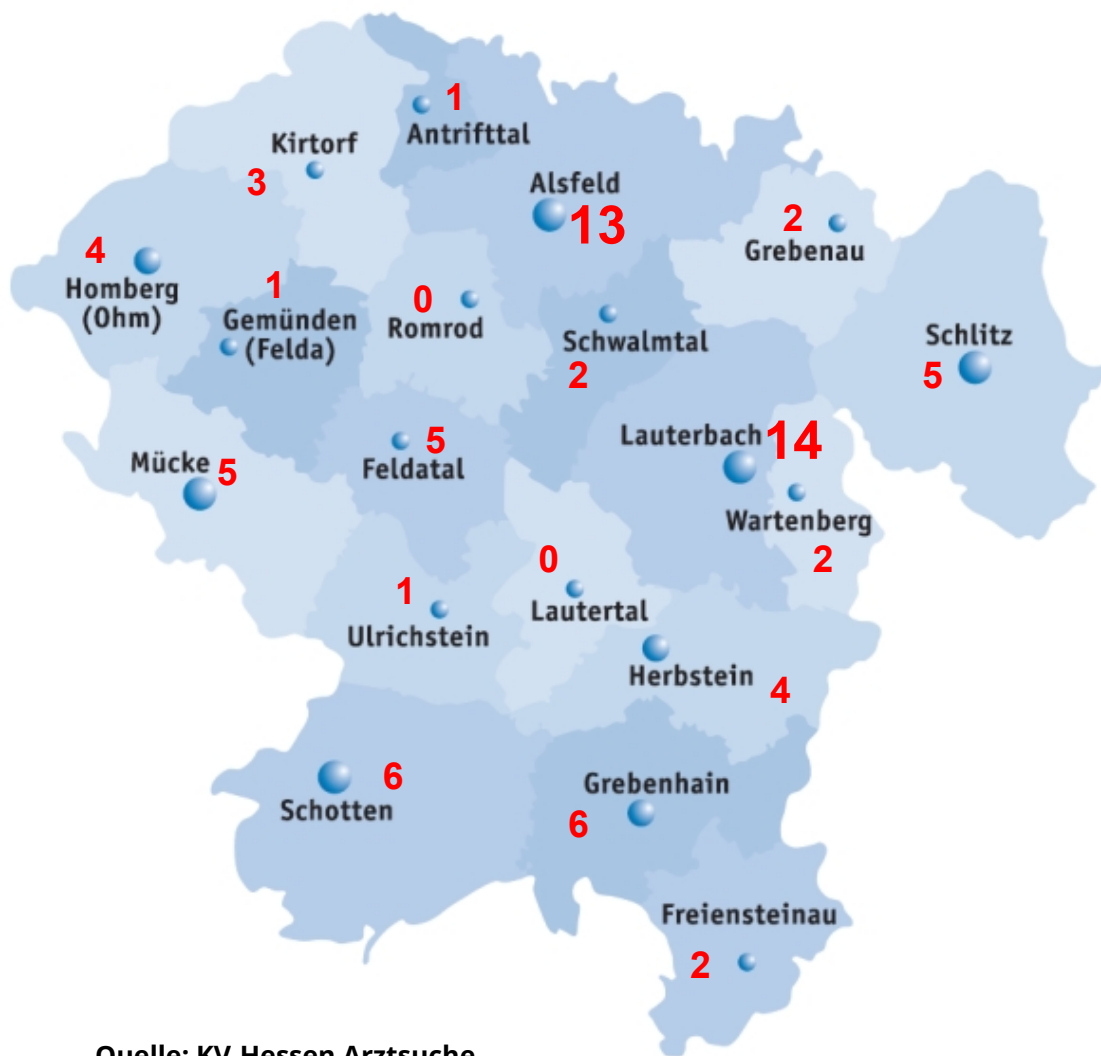 1
Antrifttal
Kirtorf
3
Alsfeld
13
2
Grebenau
4
Homberg
(Ohm)
1
Gemünden
(Felda)
0
Romrod
Schwalmtal
2
Schlitz
5
Mücke
5
5
Feldatal
Lauterbach
14
Wartenberg
2
1
Ulrichstein
0
Lautertal
Herbstein
4
6
Schotten
Grebenhain
6
Freiensteinau
2
Quelle: KV Hessen Arztsuche